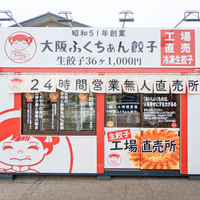 昭和51年創業
大阪ふくちゃん餃子
生餃子36ヶ1,000円
工場
直売
冷凍生餃子
24時間営業無人直売所
生餃子
工場直売所